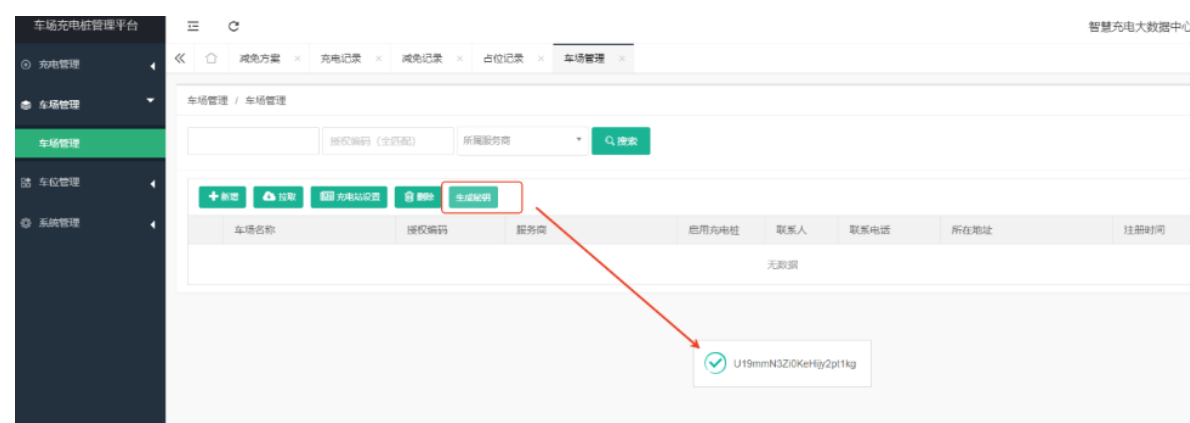 车场充电桩管理平台
智慧充电大数据中心
减免方案 × 充电记录 × 减免记录 × 占位记录 × 车场管理 ×
充电管理
车场管理 / 车场管理
车场管理
授权编码（全匹配） 所属服务商 搜索
车场管理
车位管理
新增 拉取 充电站设置 删除 生成秘钥
系统管理
车场名称 授权编码 服务商 启用充电桩 联系人 联系电话 所在地址 注册时间
无数据
U19mmN3Zi0KeHijy2pt1kg